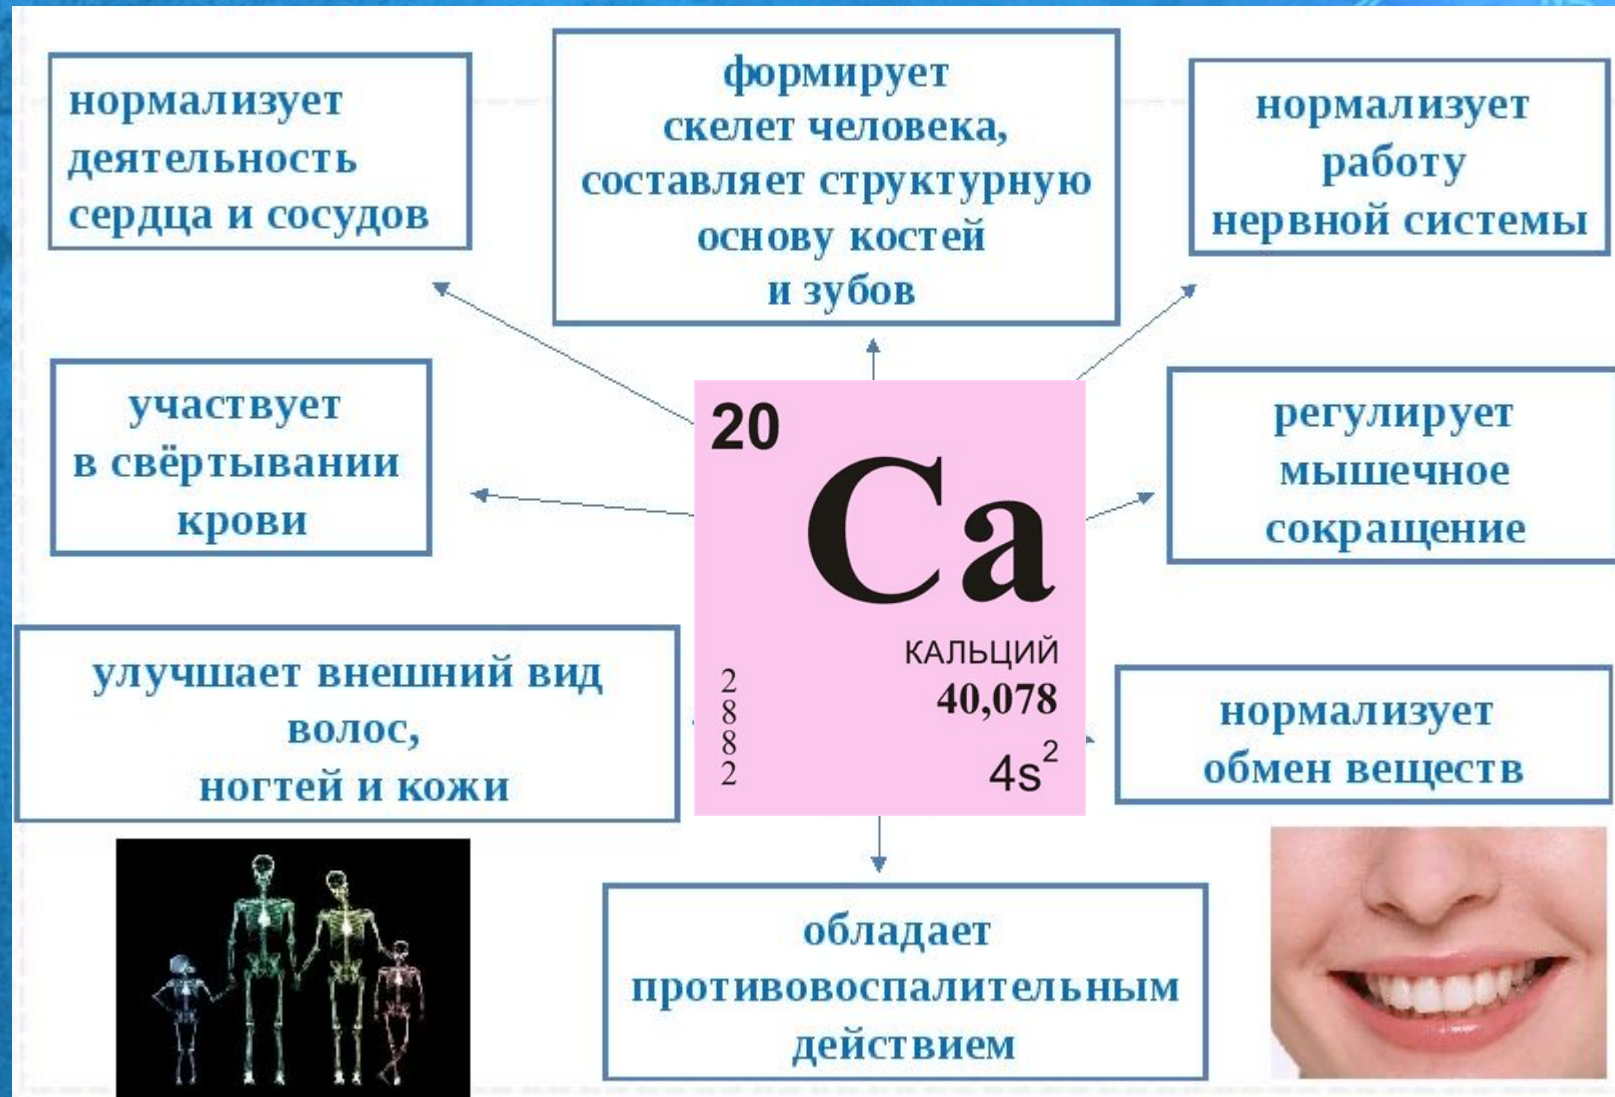 нормализует
деятельность
сердца и сосудов
формирует
скелет человека,
составляет структурную
основу костей
и зубов
нормализует
работу
нервной системы
участвует
в свёртывании
крови
20
Ca
КАЛЬЦИЙ
40,078
4s²
2
8
8
2
регулирует
мышечное
сокращение
улучшает внешний вид
волос,
ногтей и кожи
нормализует
обмен веществ
обладает
противовоспалительным
действием